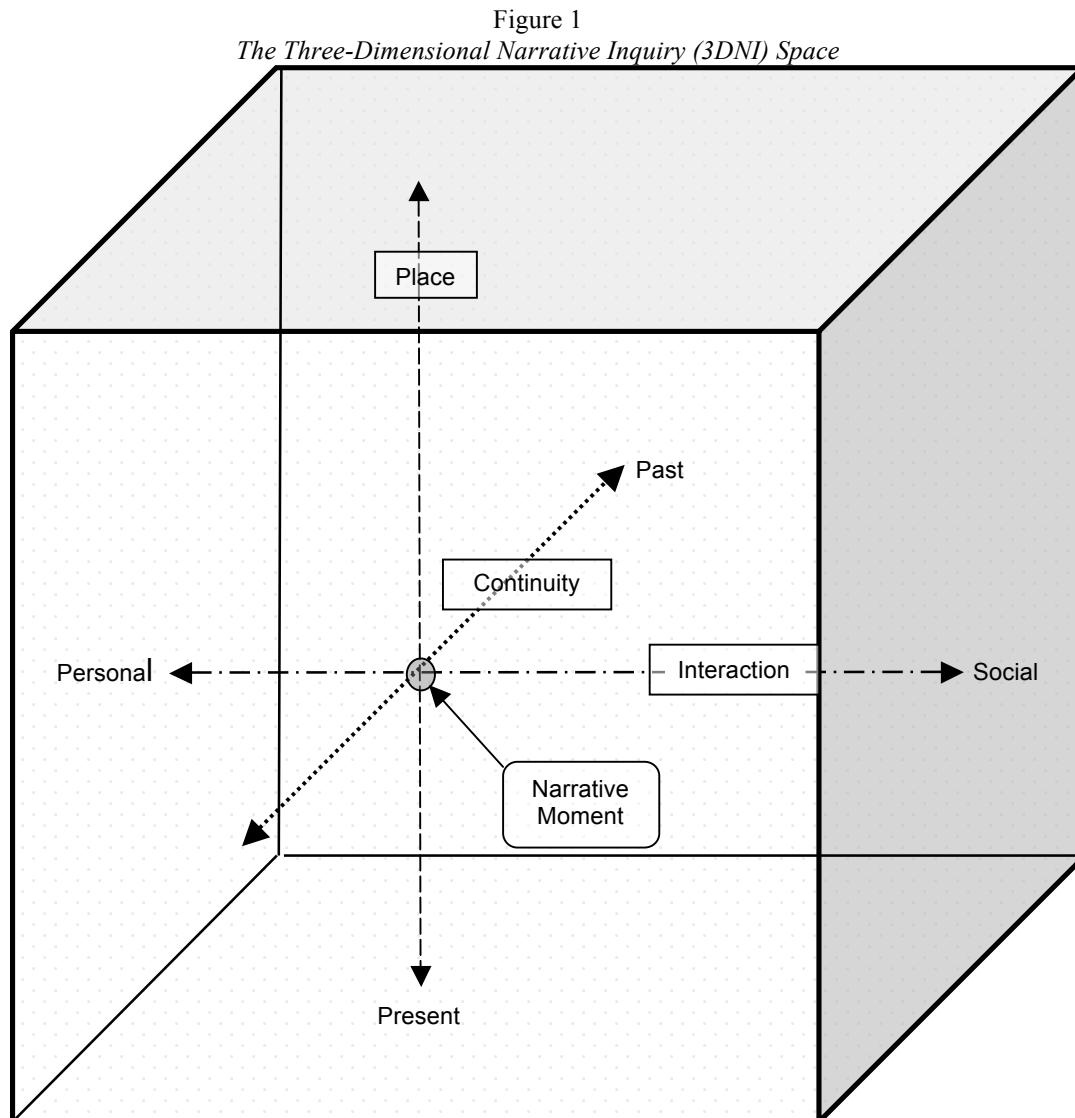 Figure 1
The Three-Dimensional Narrative Inquiry (3DNI) Space
Place
Past
Continuity
Personal
Interaction
Social
Narrative
Moment
Present